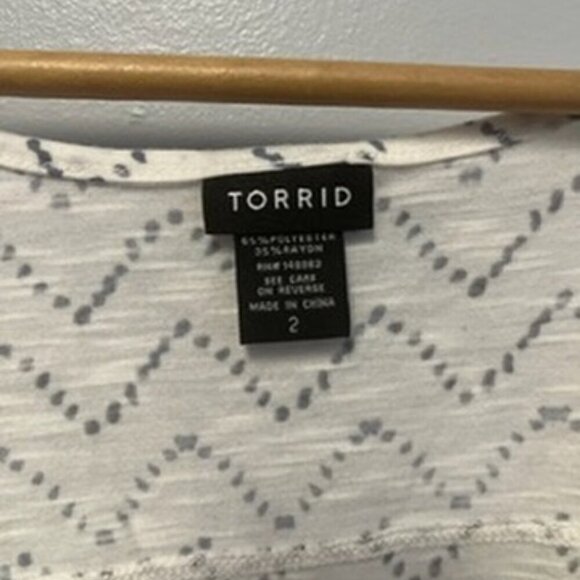 TORRID
65% POLYESTER
35% RAYON
SEE CARE
ON REVERSE
MADE IN CHINA
2